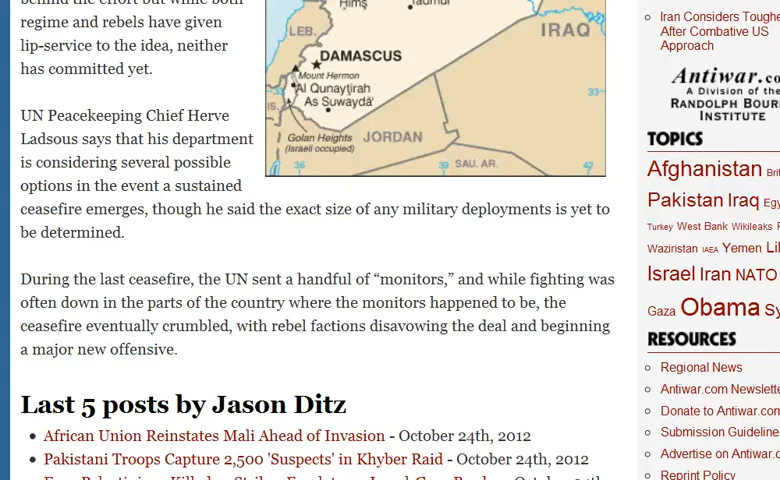 behind the effort but while both
regime and rebels have given
lip-service to the idea, neither
has committed yet.
UN Peacekeeping Chief Herve
Ladsous says that his department
is considering several possible
options in the event a sustained
ceasefire emerges, though he said the exact size of any military deployments is yet to
be determined.
During the last ceasefire, the UN sent a handful of “monitors,” and while fighting was
often down in the parts of the country where the monitors happened to be, the
ceasefire eventually crumbled, with rebel factions disavowing the deal and beginning
a major new offensive.
Ḩimş
Tadmur
LEB.
IRAQ
DAMASCUS
Mount Hermon
Al Qunayţirah
As Suwaydā'
IS.
33
33
Golan Heights
(Israeli occupied)
JORDAN
36
39
SAU. AR.
42
Last 5 posts by Jason Ditz
African Union Reinstates Mali Ahead of Invasion - October 24th, 2012
Pakistani Troops Capture 2,500 'Suspects' in Khyber Raid - October 24th, 2012
Iran Considers Toughe
After Combative US
Approach
Antiwar.co
A Division of the
RANDOLPH BOUR
INSTITUTE
TOPICS
Afghanistan Brit
Pakistan Iraq Egy
Turkey West Bank Wikileaks
Waziristan IAEA Yemen Lib
Israel Iran NATO
Gaza Obama Sy
RESOURCES
Regional News
Antiwar.com Newslette
Donate to Antiwar.com
Submission Guideline
Advertise on Antiwar.c
Reprint Policy